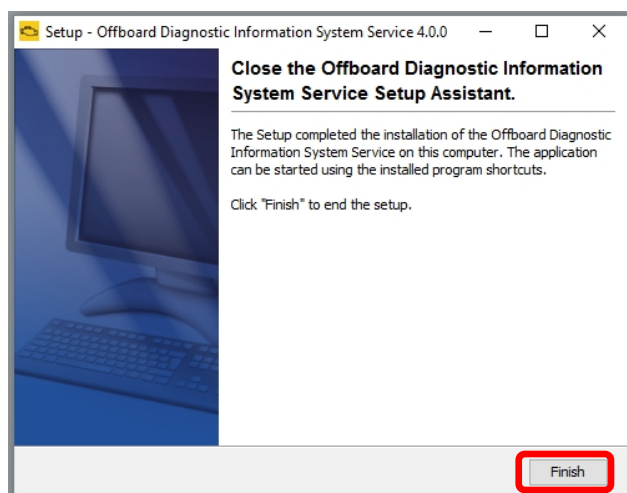 Setup - Offboard Diagnostic Information System Service 4.0.0
Close the Offboard Diagnostic Information
System Service Setup Assistant.
The Setup completed the installation of the Offboard Diagnostic
Information System Service on this computer. The application
can be started using the installed program shortcuts.
Click "Finish" to end the setup.
Finish